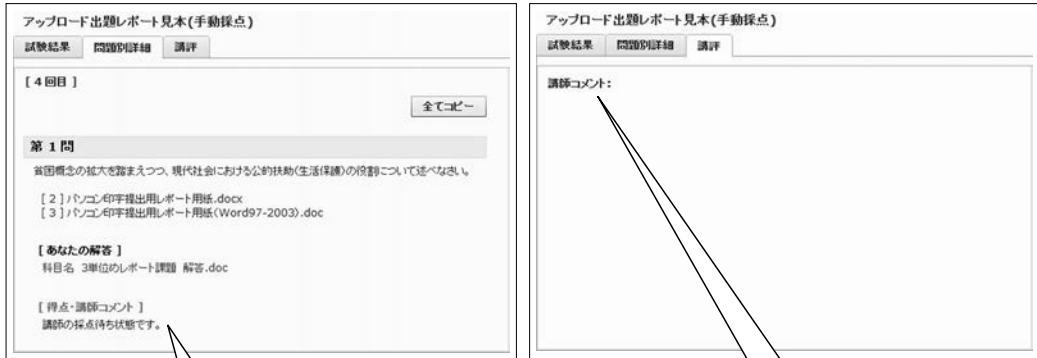 アップロード出題レポート見本(手動採点)
試験結果 問題別詳細 講評
[ 4回目 ]
全てコピー
第 1 問
貧困概念の拡大を踏まえつつ、現代社会における公的扶助(生活保護)の役割について述べなさい。
[ 2 ] パソコン印字提出用レポート用紙.docx
[ 3 ] パソコン印字提出用レポート用紙(Word97-2003).doc
[ あなたの解答 ]
科目名 3単位めレポート課題 解答.doc
[ 得点・講師コメント ]
講師の採点待ち状態です。
アップロード出題レポート見本(手動採点)
試験結果 問題別詳細 講評
講師コメント: